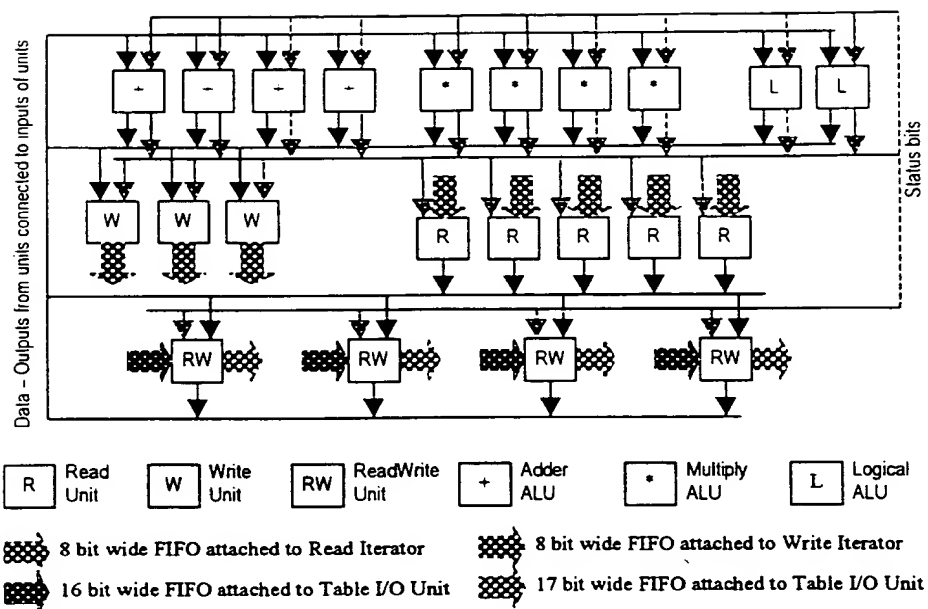 Data – Outputs from units connected to inputs of units
Status bits
+ + + + * * * * L L
W W W
R R R R R
RW RW RW RW
R Read Unit
W Write Unit
RW ReadWrite Unit
+ Adder ALU
* Multiply ALU
L Logical ALU
8 bit wide FIFO attached to Read Iterator
8 bit wide FIFO attached to Write Iterator
16 bit wide FIFO attached to Table I/O Unit
17 bit wide FIFO attached to Table I/O Unit